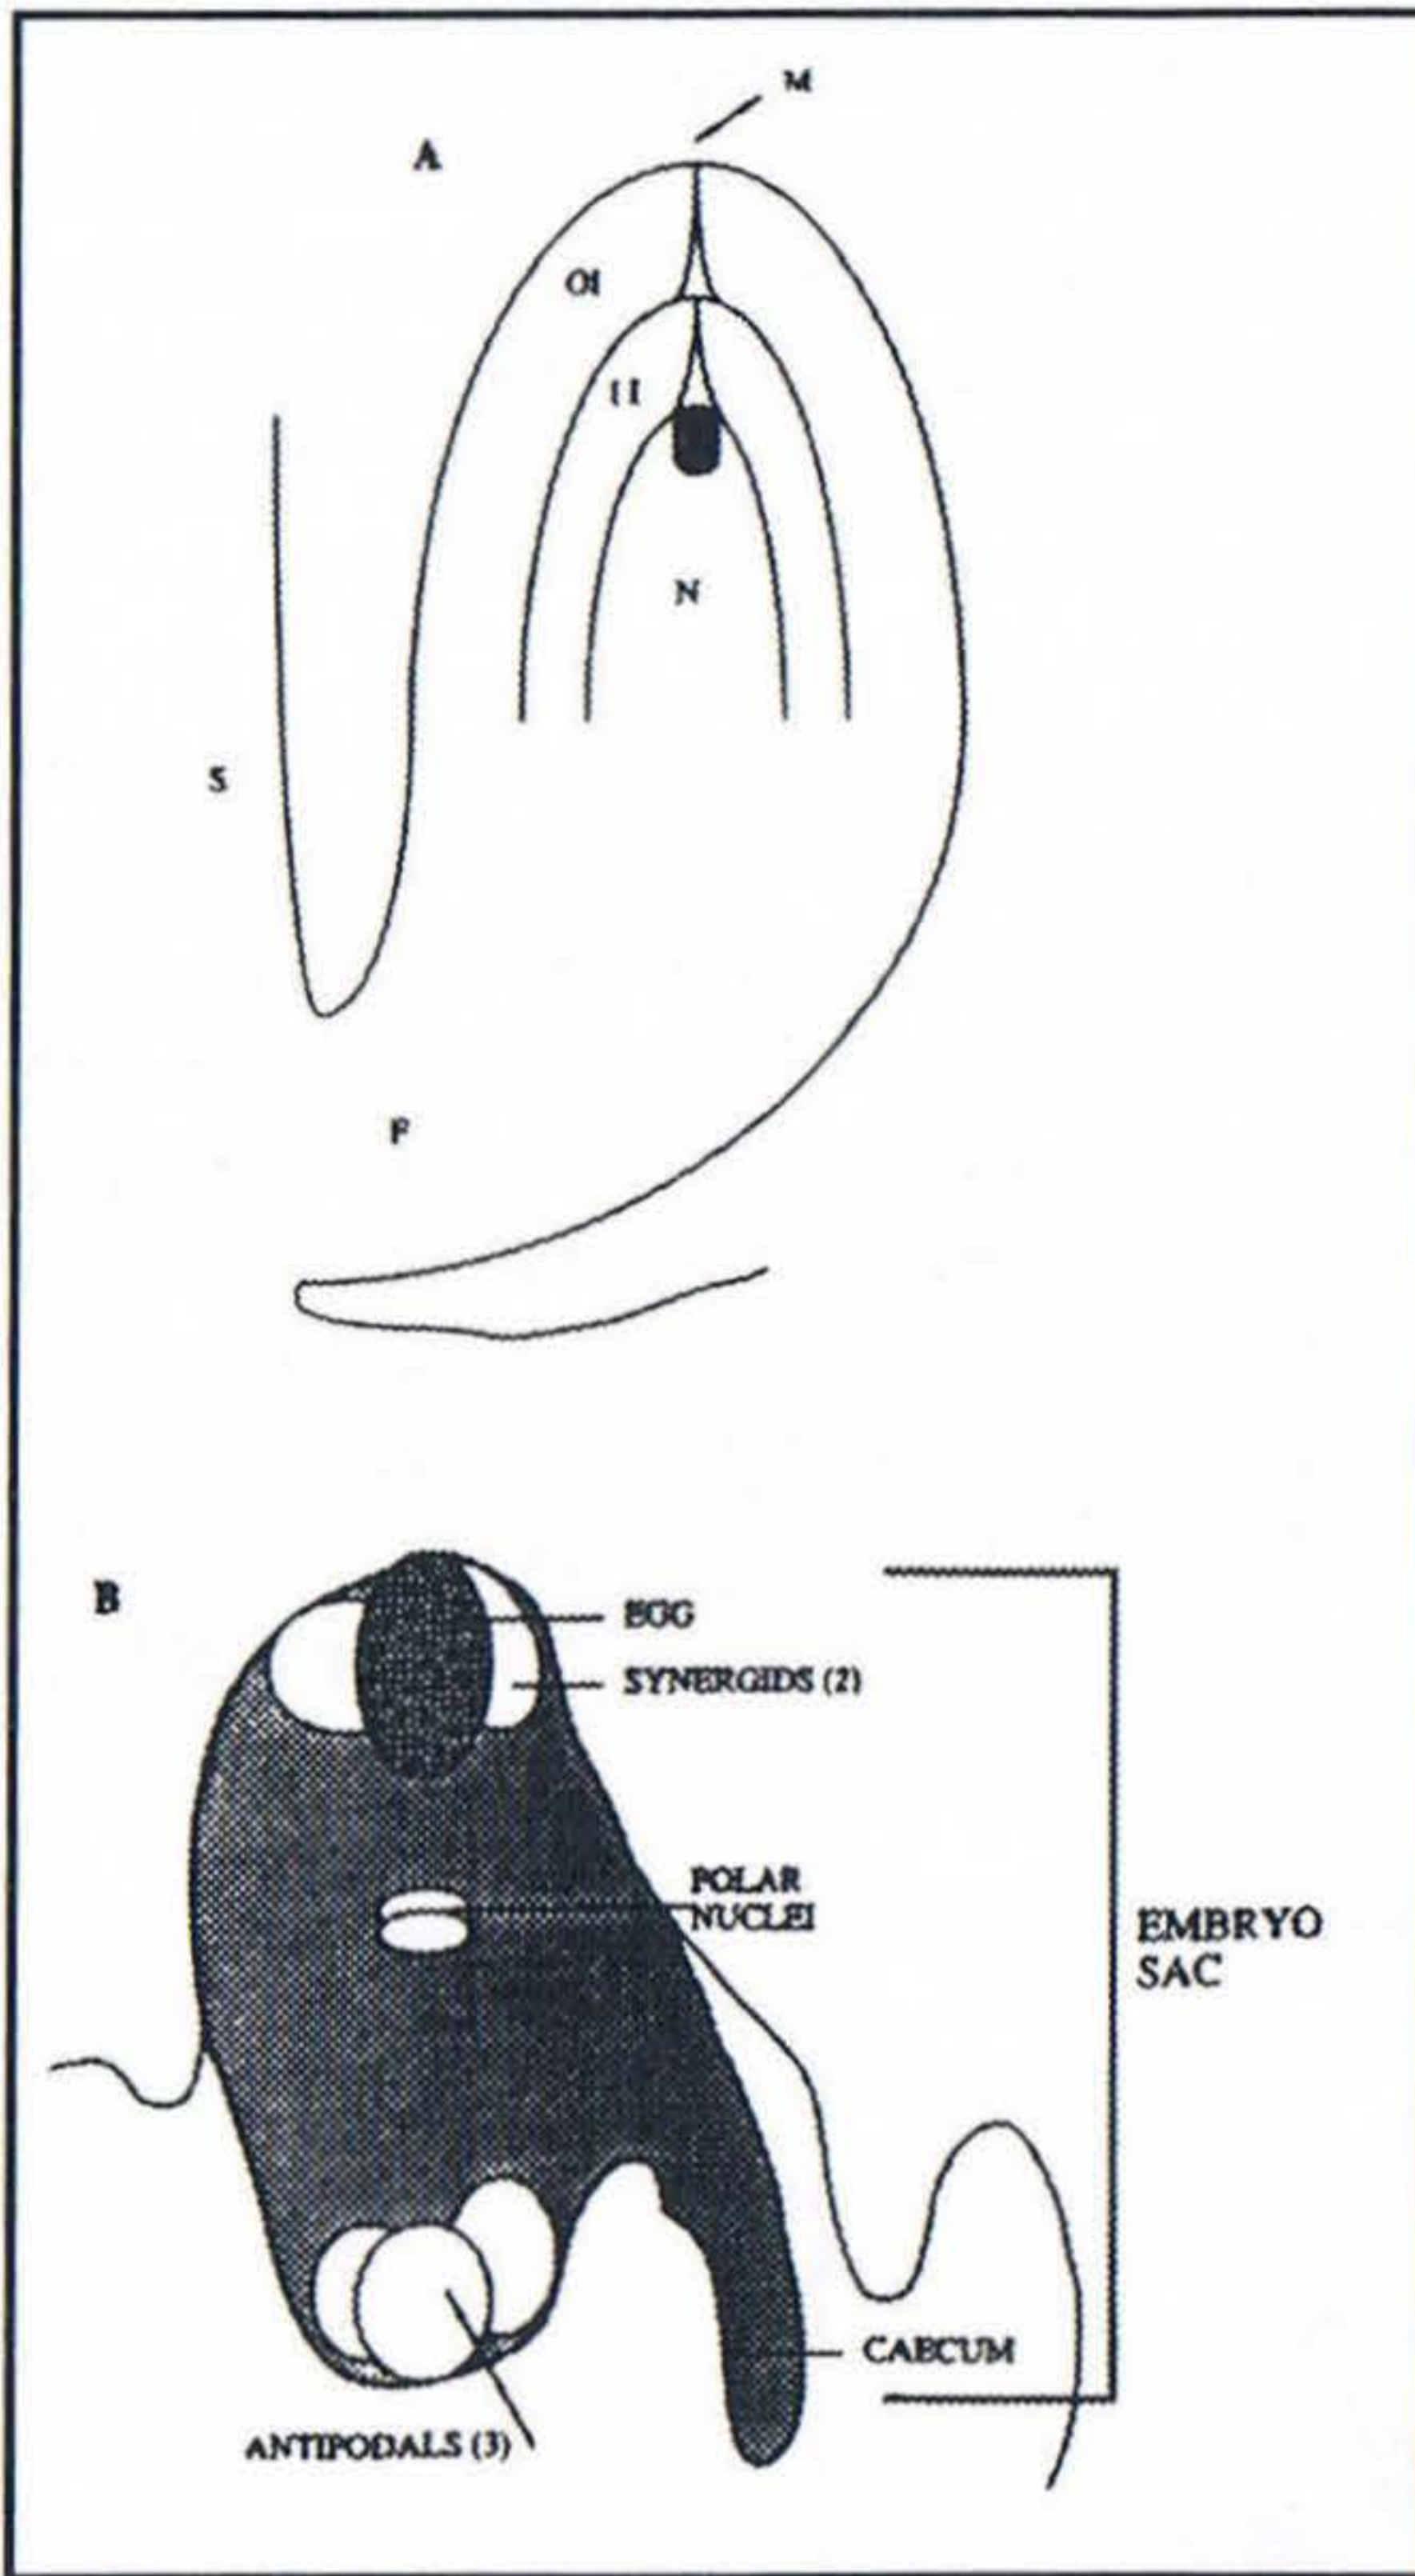 M
A
OI
II
N
S
F
B
EGG
SYNERGIDS (2)
POLAR
NUCLEI
EMBRYO
SAC
CAECUM
ANTIPODALS (3)